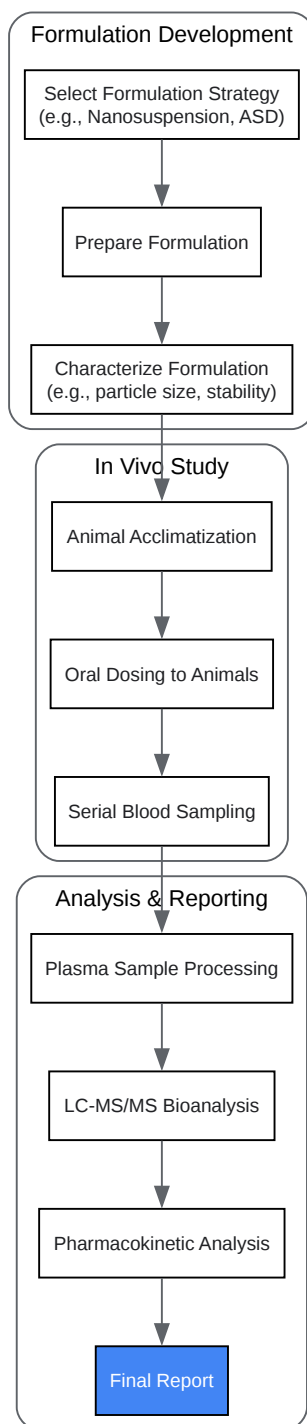 Formulation Development
Select Formulation Strategy
(e.g., Nanosuspension, ASD)
Prepare Formulation
Characterize Formulation
(e.g., particle size, stability)
In Vivo Study
Animal Acclimatization
Oral Dosing to Animals
Serial Blood Sampling
Analysis & Reporting
Plasma Sample Processing
LC-MS/MS Bioanalysis
Pharmacokinetic Analysis
Final Report